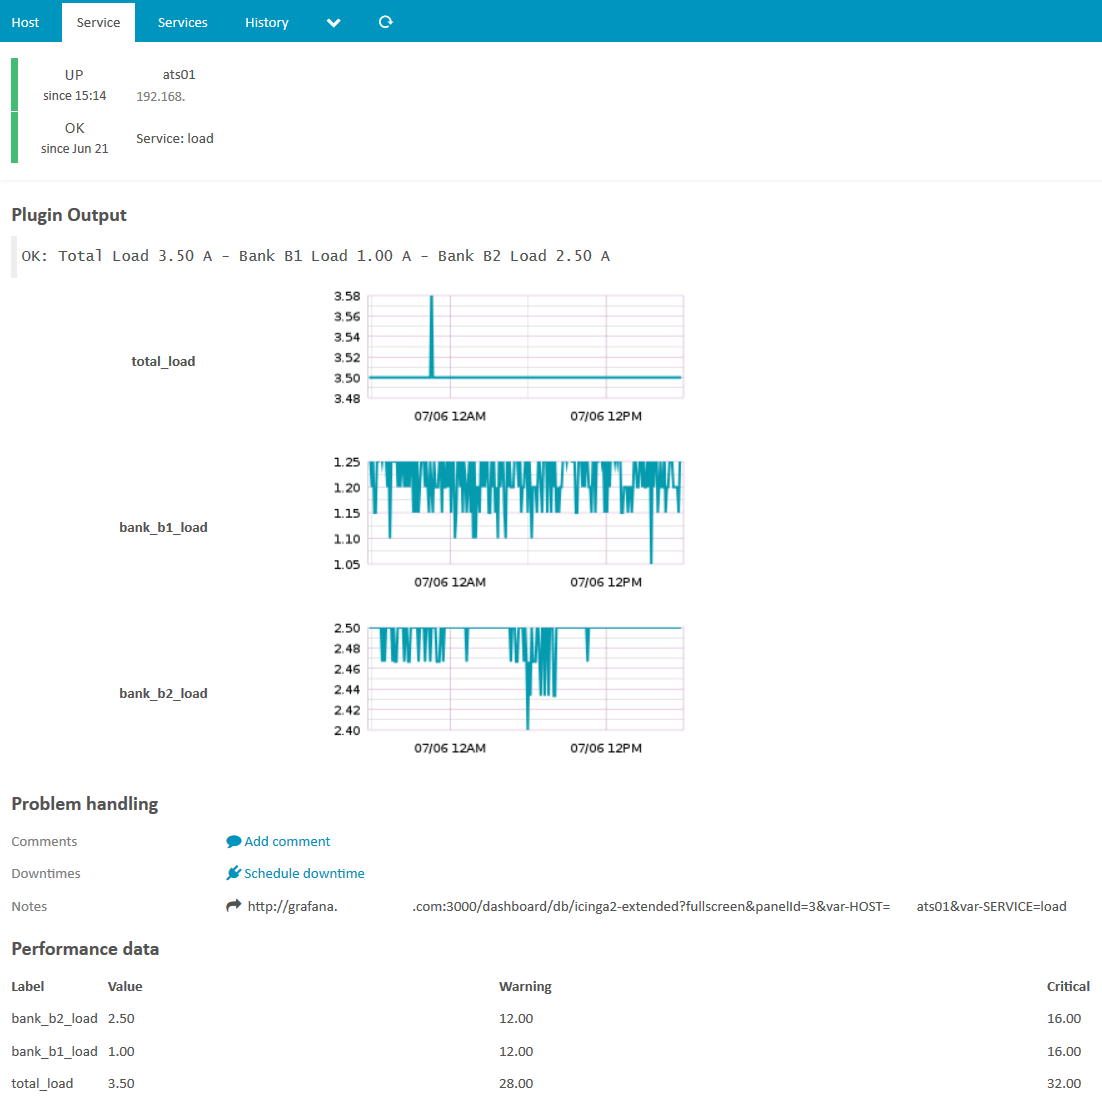 Host Service Services History
UP ats01
since 15:14 192.168.
OK
Service: load
since Jun 21
Plugin Output
OK: Total Load 3.50 A - Bank B1 Load 1.00 A - Bank B2 Load 2.50 A
3.58
3.56
3.54
total_load
3.52
3.50
3.48
07/06 12AM 07/06 12PM
1.25
1.20
1.15
bank_b1_load
1.10
1.05
07/06 12AM 07/06 12PM
2.50
2.48
2.46
bank_b2_load
2.44
2.42
2.40
07/06 12AM 07/06 12PM
Problem handling
Comments Add comment
Downtimes Schedule downtime
Notes http://grafana. .com:3000/dashboard/db/icinga2-extended?fullscreen&panelId=3&var-HOST= ats01&var-SERVICE=load
Performance data
Label Value Warning Critical
bank_b2_load 2.50 12.00 16.00
bank_b1_load 1.00 12.00 16.00
total_load 3.50 28.00 32.00